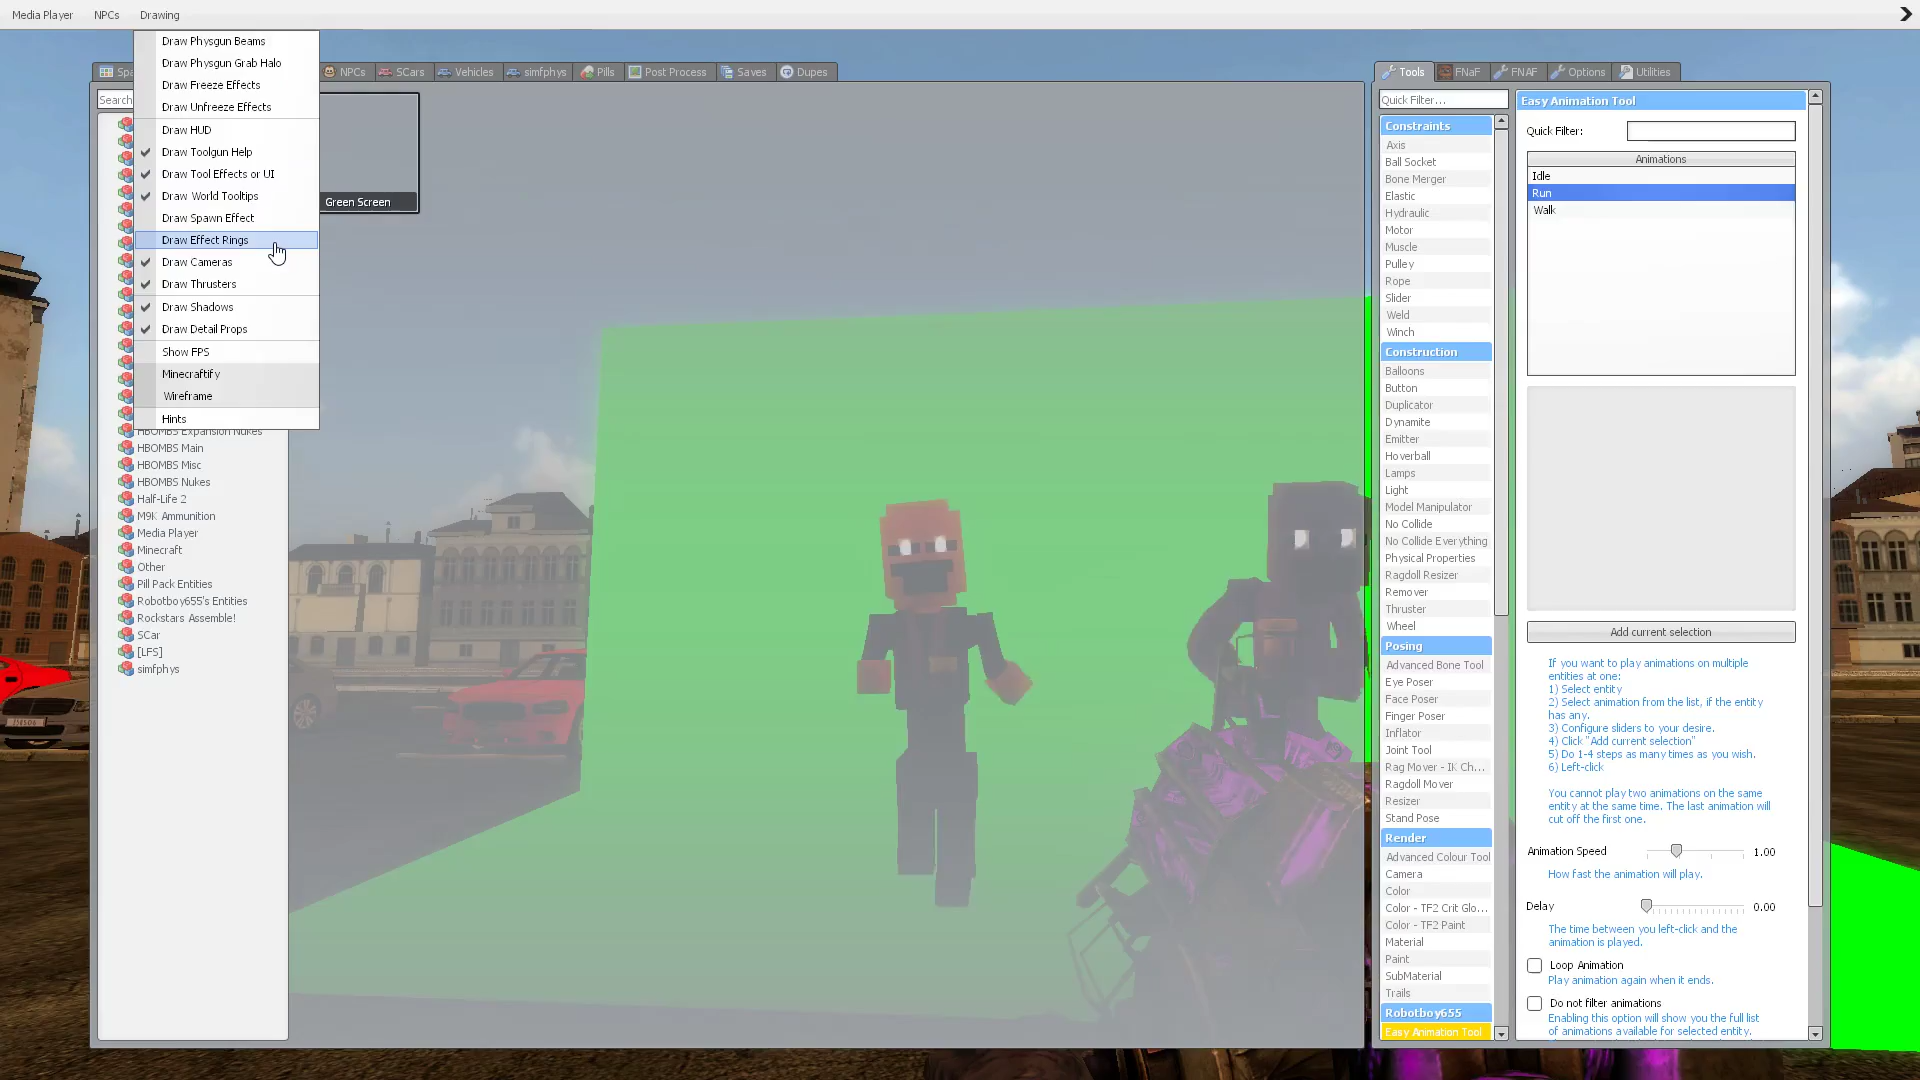 Media Player NPCs Drawing
Draw Physgun Beams
Draw Physgun Grab Halo
Draw Freeze Effects
Draw Unfreeze Effects
Draw HUD
Draw Toolgun Help
Draw Tool Effects or UI
Draw World Tooltips
Draw Spawn Effect
Draw Effect Rings
Draw Cameras
Draw Thrusters
Draw Shadows
Draw Detail Props
Show FPS
Minecraftify
Wireframe
Hints
NPCs SCars Vehicles simfphys Pills Post Process Saves Dupes
Search
Green Screen
HBOMBS Expansion Nukes
HBOMBS Main
HBOMBS Misc
HBOMBS Nukes
Half-Life 2
M9K Ammunition
Media Player
Minecraft
Other
Pill Pack Entities
Robotboy655's Entities
Rockstars Assemble!
SCar
[LFS]
simfphys
Tools FNaF FNAF Options Utilities
Quick Filter...
Constraints
Axis
Ball Socket
Bone Merger
Elastic
Hydraulic
Motor
Muscle
Pulley
Rope
Slider
Weld
Winch
Construction
Balloons
Button
Duplicator
Dynamite
Emitter
Hoverball
Lamps
Light
Model Manipulator
No Collide
No Collide Everything
Physical Properties
Ragdoll Resizer
Remover
Thruster
Wheel
Posing
Advanced Bone Tool
Eye Poser
Face Poser
Finger Poser
Inflator
Joint Tool
Rag Mover - IK Ch...
Ragdoll Mover
Resizer
Stand Pose
Render
Advanced Colour Tool
Camera
Color
Color - TF2 Crit Glo...
Color - TF2 Paint
Material
Paint
SubMaterial
Trails
Robotboy655
Easy Animation Tool
Easy Animation Tool
Quick Filter:
Animations
Idle
Run
Walk
Add current selection
If you want to play animations on multiple
entities at one:
1) Select entity
2) Select animation from the list, if the entity
has any.
3) Configure sliders to your desire.
4) Click "Add current selection"
5) Do 1-4 steps as many times as you wish.
6) Left-click
You cannot play two animations on the same
entity at the same time. The last animation will
cut off the first one.
Animation Speed 1.00
How fast the animation will play.
Delay 0.00
The time between you left-click and the
animation is played.
Loop Animation
Play animation again when it ends.
Do not filter animations
Enabling this option will show you the full list
of animations available for selected entity.